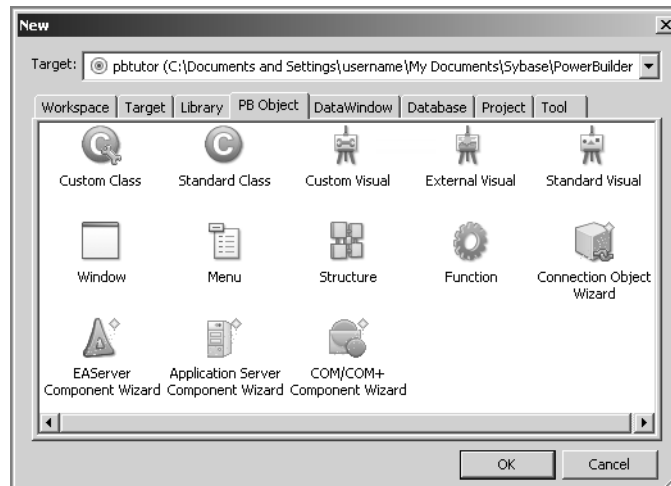 New
Target: pbtutor (C:\Documents and Settings\username\My Documents\Sybase\PowerBuilder
Workspace Target Library PB Object DataWindow Database Project Tool
Custom Class Standard Class Custom Visual External Visual Standard Visual
Window Menu Structure Function Connection Object
Wizard
EAServer Application Server COM/COM+
Component Wizard Component Wizard Component Wizard
OK Cancel